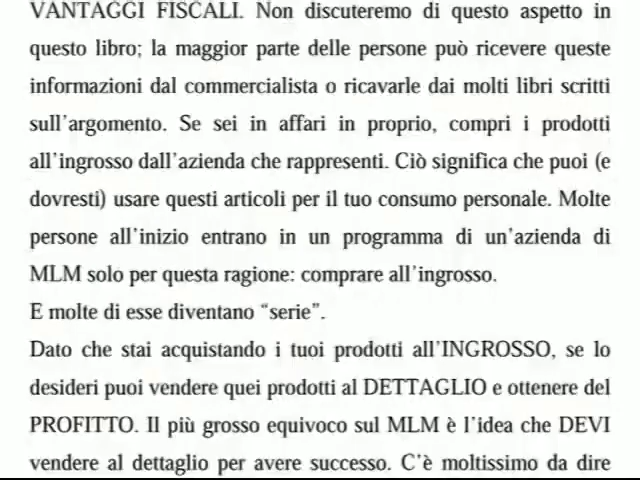 VANTAGGI FISCALI. Non discuteremo di questo aspetto in
questo libro; la maggior parte delle persone può ricevere queste
informazioni dal commercialista o ricavarle dai molti libri scritti
sull'argomento. Se sei in affari in proprio, compri i prodotti
all'ingrosso dall'azienda che rappresenti. Ciò significa che puoi (e
dovresti) usare questi articoli per il tuo consumo personale. Molte
persone all'inizio entrano in un programma di un'azienda di
MLM solo per questa ragione: comprare all'ingrosso.
E molte di esse diventano “serie”.
Dato che stai acquistando i tuoi prodotti all'INGROSSO, se lo
desideri puoi vendere quei prodotti al DETTAGLIO e ottenere del
PROFITTO. Il più grosso equivoco sul MLM è l'idea che DEVI
vendere al dettaglio per avere successo. C'è moltissimo da dire